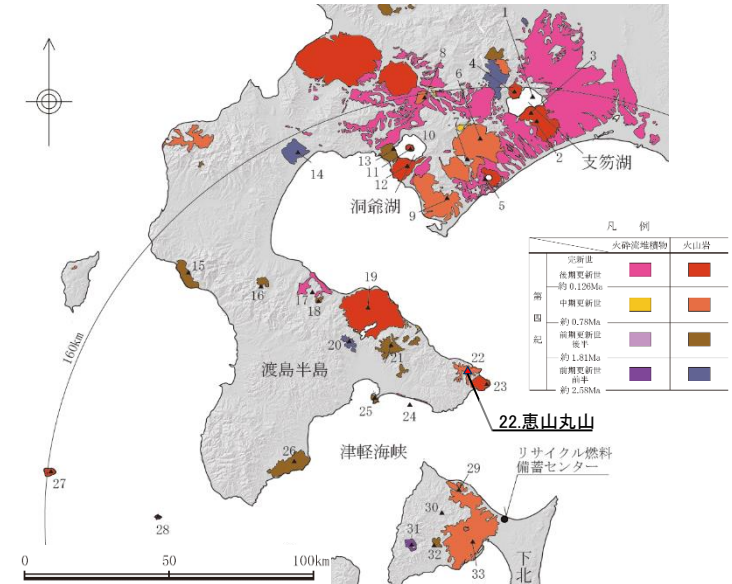 1
8
4
6
3
2
支笏湖
10
13
11
12
14
洞爺湖
9
5
凡 例
火砕流堆積物 火山岩
第四紀
完新世
後期更新世
約 0.126Ma
中期更新世
約 0.78Ma
前期更新世
後半
約 1.81Ma
前期更新世
前半
約 2.58Ma
15
16
17
18
19
20
21
160km
渡島半島
22
23
22.恵山丸山
25
24
津軽海峡
リサイクル燃料
備蓄センター
26
27
28
29
30
31
32
33
下北
0 50 100km